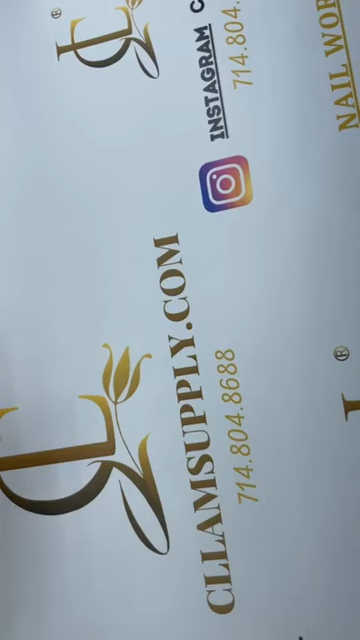 ®
INSTAGRAM C
714.804.
NAIL WOR
CLLAMSUPPLY.COM
714.804.8688
®